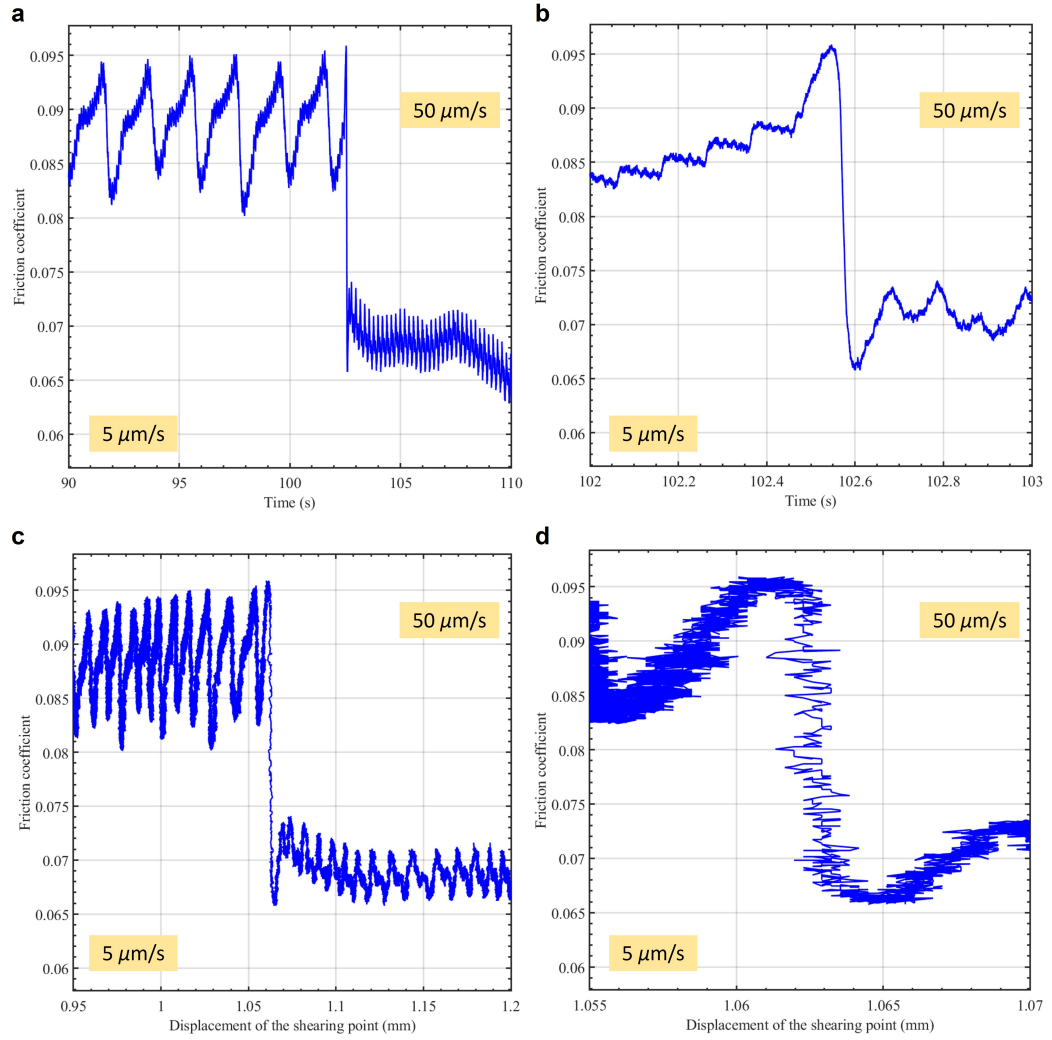 a
0.095
0.09
0.085
0.08
0.075
0.07
0.065
0.06
Friction coefficient
50 µm/s
5 µm/s
90 95 100 105 110
Time (s)
b
0.095
0.09
0.085
0.08
0.075
0.07
0.065
0.06
Friction coefficient
50 µm/s
5 µm/s
102 102.2 102.4 102.6 102.8 103
Time (s)
c
0.095
0.09
0.085
0.08
0.075
0.07
0.065
0.06
Friction coefficient
50 µm/s
5 µm/s
0.95 1 1.05 1.1 1.15 1.2
Displacement of the shearing point (mm)
d
0.095
0.09
0.085
0.08
0.075
0.07
0.065
0.06
Friction coefficient
50 µm/s
5 µm/s
1.055 1.06 1.065 1.07
Displacement of the shearing point (mm)